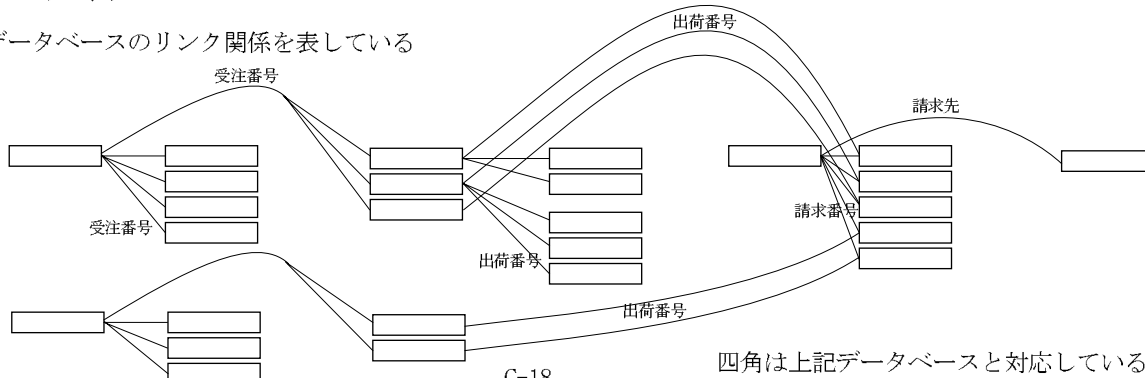 出荷番号
データベースのリンク関係を表している
受注番号
請求先
請求番号
受注番号
出荷番号
出荷番号
四角は上記データベースと対応している
C-18